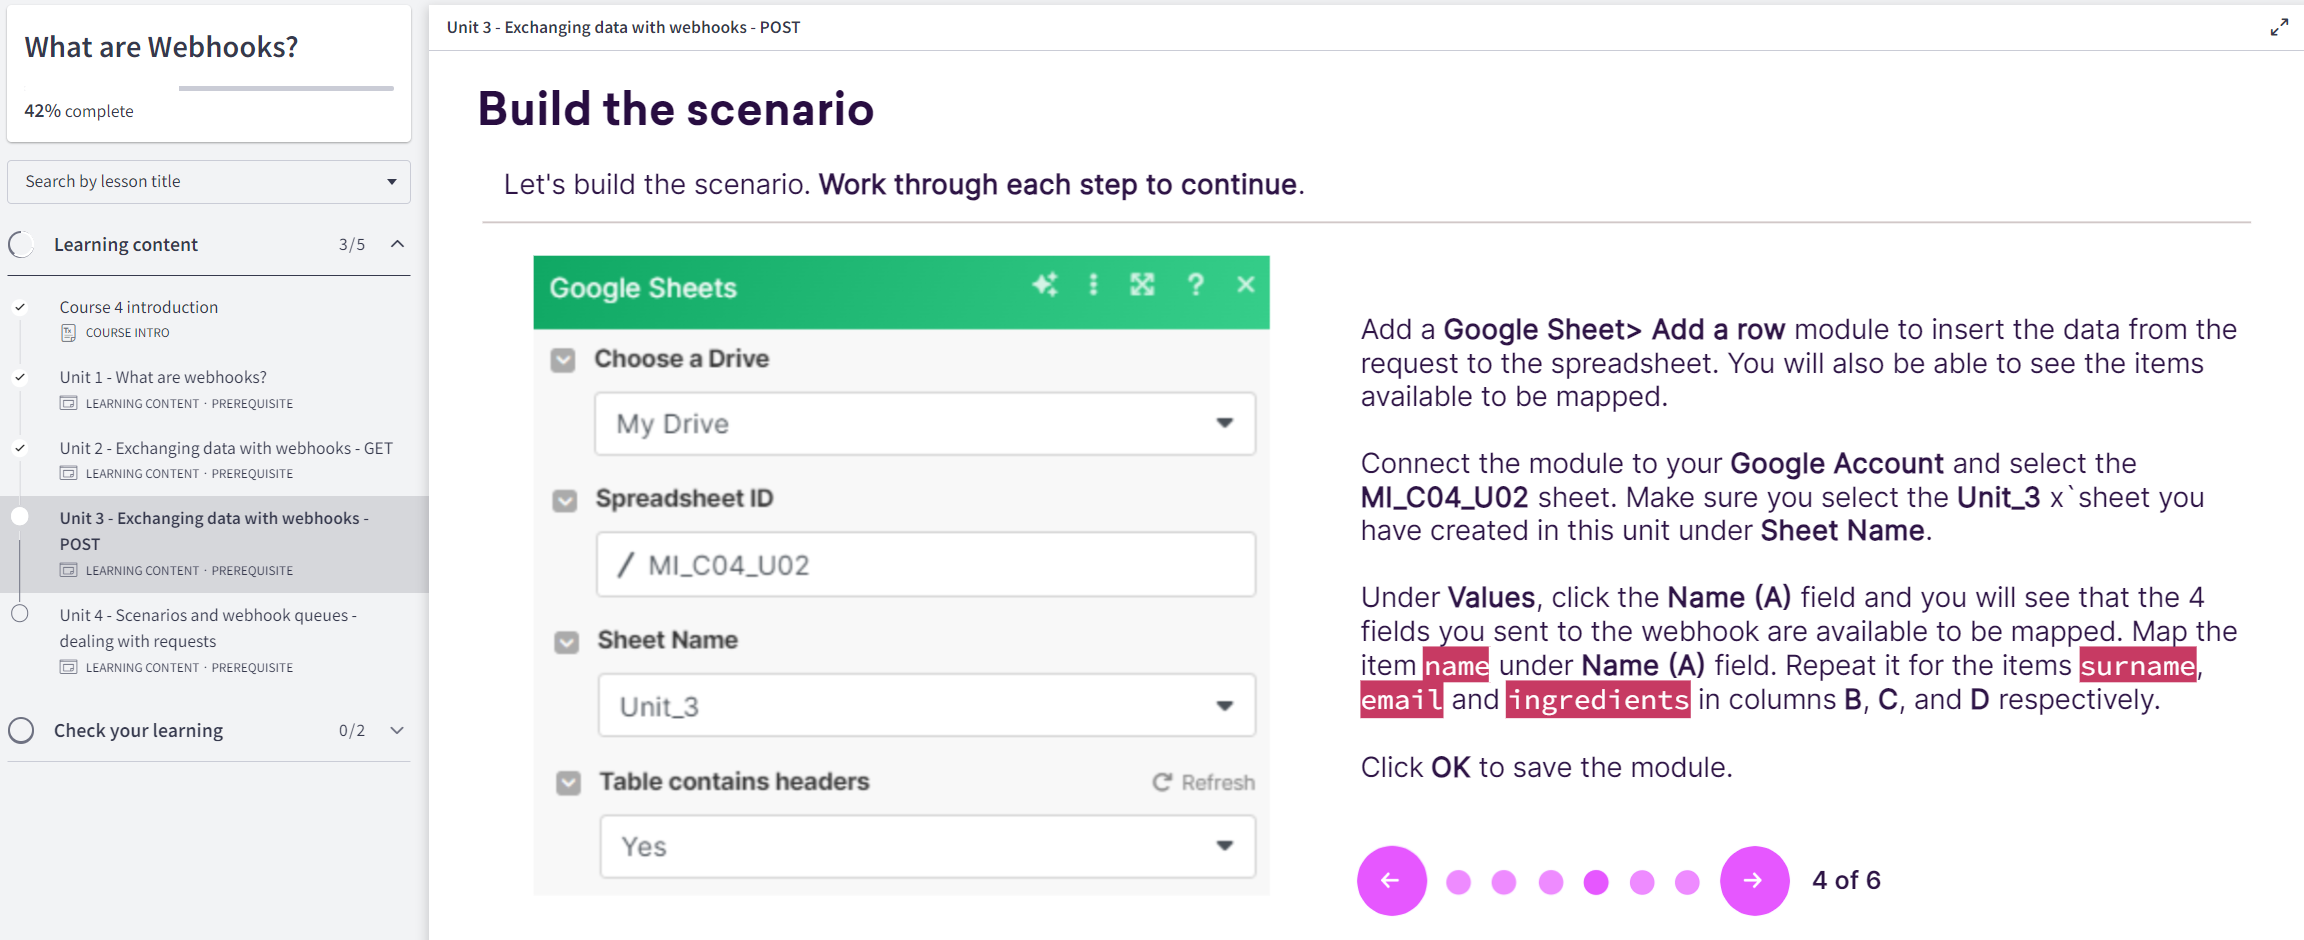 What are Webhooks?
42% complete
Search by lesson title
Learning content 3/5
Course 4 introduction
COURSE INTRO
Unit 1 - What are webhooks?
LEARNING CONTENT · PREREQUISITE
Unit 2 - Exchanging data with webhooks - GET
LEARNING CONTENT · PREREQUISITE
Unit 3 - Exchanging data with webhooks -
POST
LEARNING CONTENT · PREREQUISITE
Unit 4 - Scenarios and webhook queues -
dealing with requests
LEARNING CONTENT · PREREQUISITE
Check your learning 0/2
Unit 3 - Exchanging data with webhooks - POST
Build the scenario
Let's build the scenario. Work through each step to continue.
Google Sheets ?
Choose a Drive
My Drive
Spreadsheet ID
/ MI_C04_U02
Sheet Name
Unit_3
Table contains headers Refresh
Yes
Add a Google Sheet> Add a row module to insert the data from the
request to the spreadsheet. You will also be able to see the items
available to be mapped.
Connect the module to your Google Account and select the
MI_C04_U02 sheet. Make sure you select the Unit_3 x`sheet you
have created in this unit under Sheet Name.
Under Values, click the Name (A) field and you will see that the 4
fields you sent to the webhook are available to be mapped. Map the
item name under Name (A) field. Repeat it for the items surname,
email and ingredients in columns B, C, and D respectively.
Click OK to save the module.
4 of 6